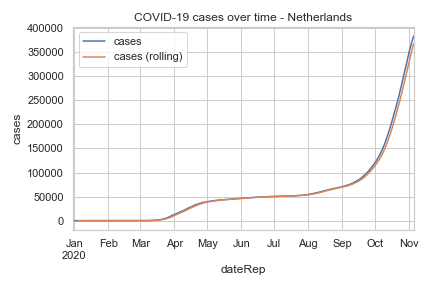 COVID-19 cases over time - Netherlands
cases
cases (rolling)
400000
350000
300000
250000
200000
150000
100000
50000
0
cases
Jan Feb Mar Apr May Jun Jul Aug Sep Oct Nov
2020
dateRep